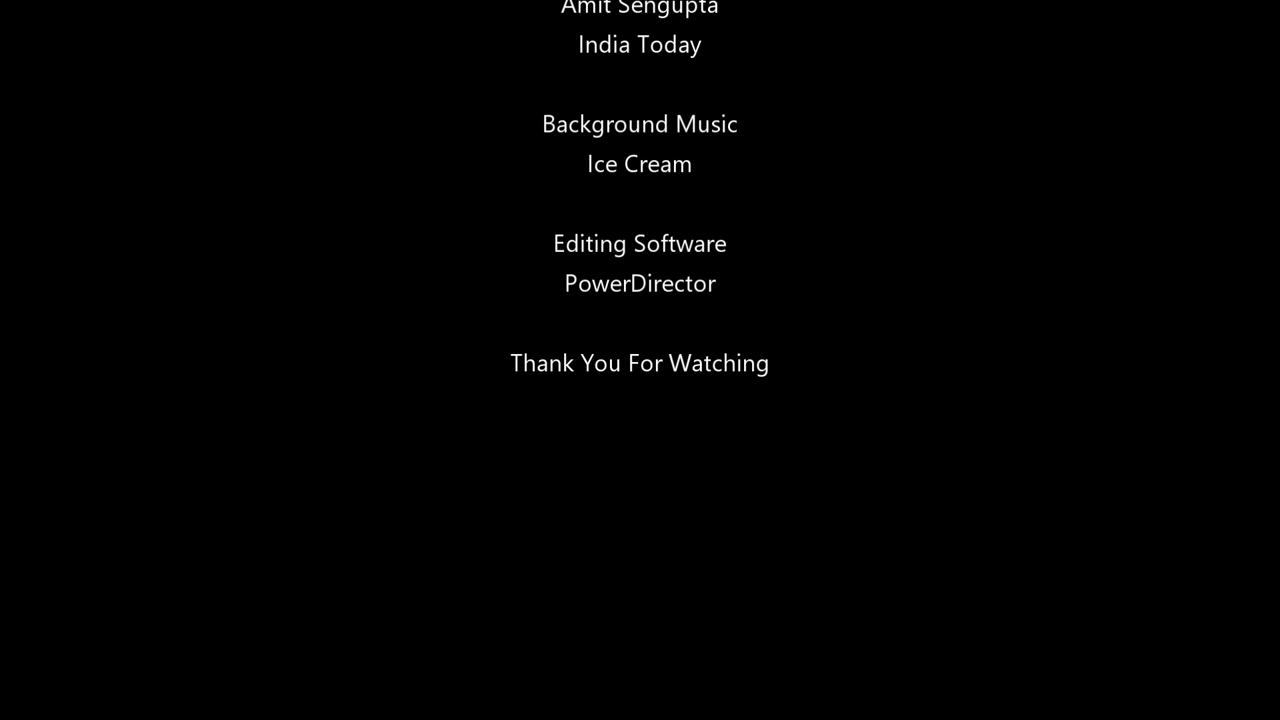 Amit Sengupta
India Today
Background Music
Ice Cream
Editing Software
PowerDirector
Thank You For Watching